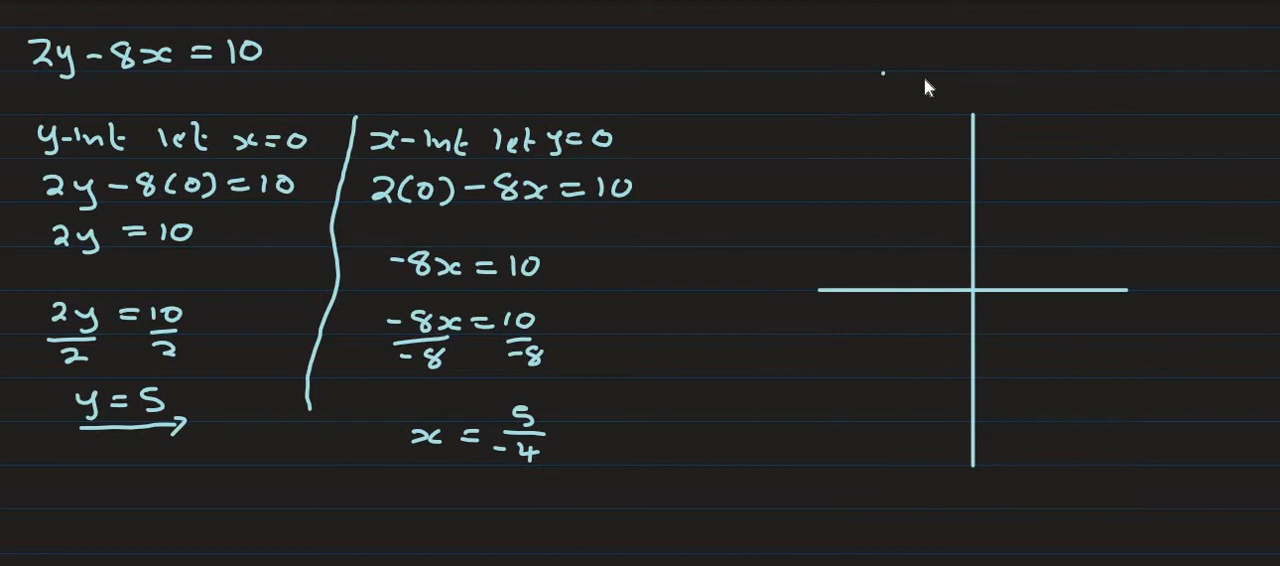 2y - 8x = 10
y-int let x=0
2y - 8(0) = 10
2y = 10
2y/2 = 10/2
y = 5
x-int let y=0
2(0) - 8x = 10
-8x = 10
-8x/-8 = 10/-8
x = 5/-4